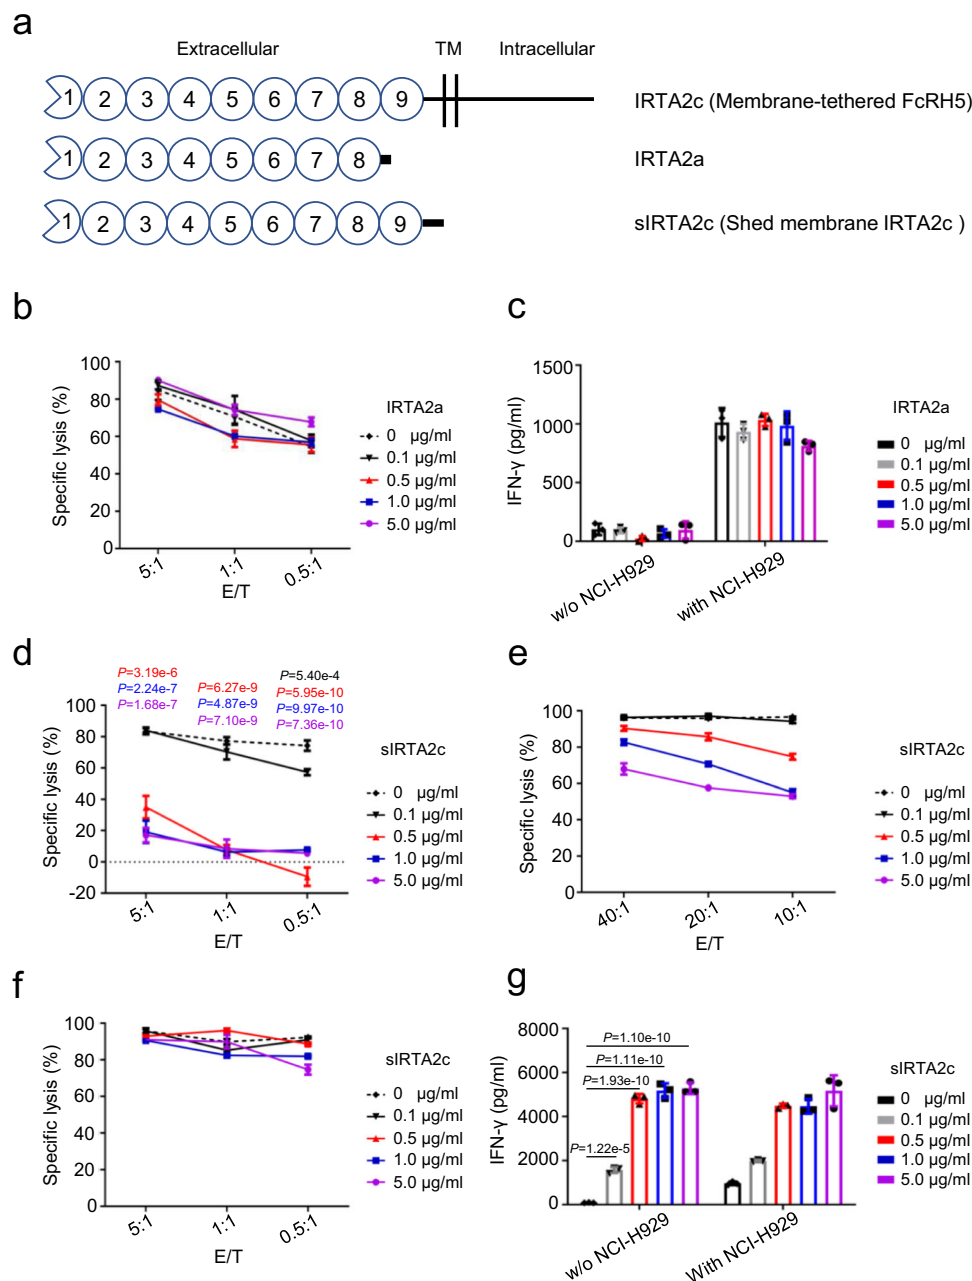 a
Extracellular TM Intracellular
1 2 3 4 5 6 7 8 9 IRTA2c (Membrane-tethered FcRH5)
1 2 3 4 5 6 7 8 IRTA2a
1 2 3 4 5 6 7 8 9 sIRTA2c (Shed membrane IRTA2c )
b
Specific lysis (%)
100
80
60
40
20
0
5:1 1:1 0.5:1
E/T
IRTA2a
0 μg/ml
0.1 μg/ml
0.5 μg/ml
1.0 μg/ml
5.0 μg/ml
c
IFN-γ (pg/ml)
1500
1000
500
0
w/o NCI-H929 with NCI-H929
IRTA2a
0 μg/ml
0.1 μg/ml
0.5 μg/ml
1.0 μg/ml
5.0 μg/ml
d
P=3.19e-6
P=2.24e-7
P=1.68e-7
P=6.27e-9
P=4.87e-9
P=7.10e-9
P=5.40e-4
P=5.95e-10
P=9.97e-10
P=7.36e-10
Specific lysis (%)
100
80
60
40
20
0
-20
5:1 1:1 0.5:1
E/T
sIRTA2c
0 μg/ml
0.1 μg/ml
0.5 μg/ml
1.0 μg/ml
5.0 μg/ml
e
Specific lysis (%)
100
80
60
40
20
0
40:1 20:1 10:1
E/T
sIRTA2c
0 μg/ml
0.1 μg/ml
0.5 μg/ml
1.0 μg/ml
5.0 μg/ml
f
Specific lysis (%)
100
80
60
40
20
0
5:1 1:1 0.5:1
E/T
sIRTA2c
0 μg/ml
0.1 μg/ml
0.5 μg/ml
1.0 μg/ml
5.0 μg/ml
g
IFN-γ (pg/ml)
8000
6000
4000
2000
0
P=1.10e-10
P=1.11e-10
P=1.93e-10
P=1.22e-5
w/o NCI-H929 With NCI-H929
sIRTA2c
0 μg/ml
0.1 μg/ml
0.5 μg/ml
1.0 μg/ml
5.0 μg/ml